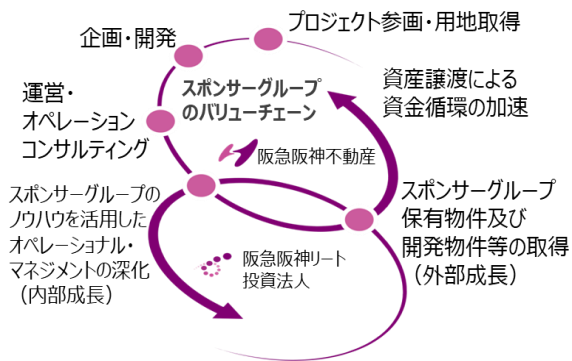 プロジェクト参画・用地取得
企画・開発
運営・
オペレーション
コンサルティング
スポンサーグループ
のバリューチェーン
資産譲渡による
資金循環の加速
阪急阪神不動産
スポンサーグループの
ノウハウを活用した
オペレーショナル・
マネジメントの深化
（内部成長）
スポンサーグループ
保有物件及び
開発物件等の取得
（外部成長）
阪急阪神リート
投資法人